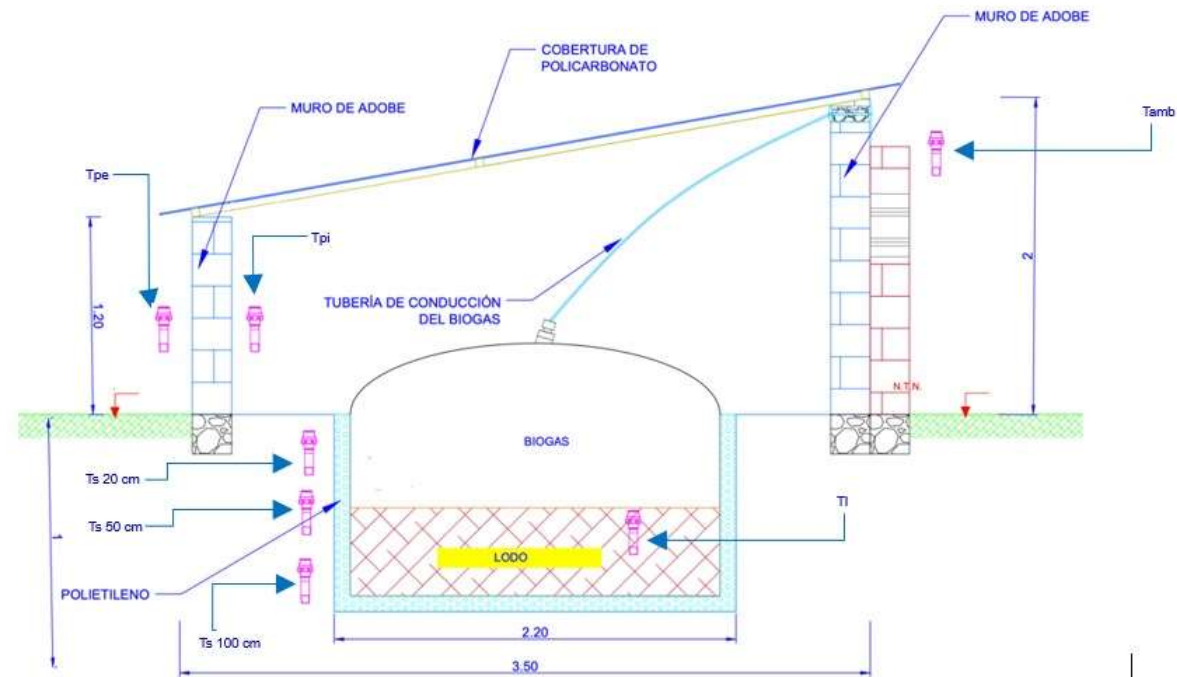 MURO DE ADOBE
COBERTURA DE
POLICARBONATO
MURO DE ADOBE
Tamb
Tpe
Tpi
1.20
2
TUBERÍA DE CONDUCCIÓN
DEL BIOGAS
N.T.N.
BIOGAS
Ts 20 cm
Ts 50 cm
Tl
1
LODO
POLIETILENO
Ts 100 cm
2.20
3.50